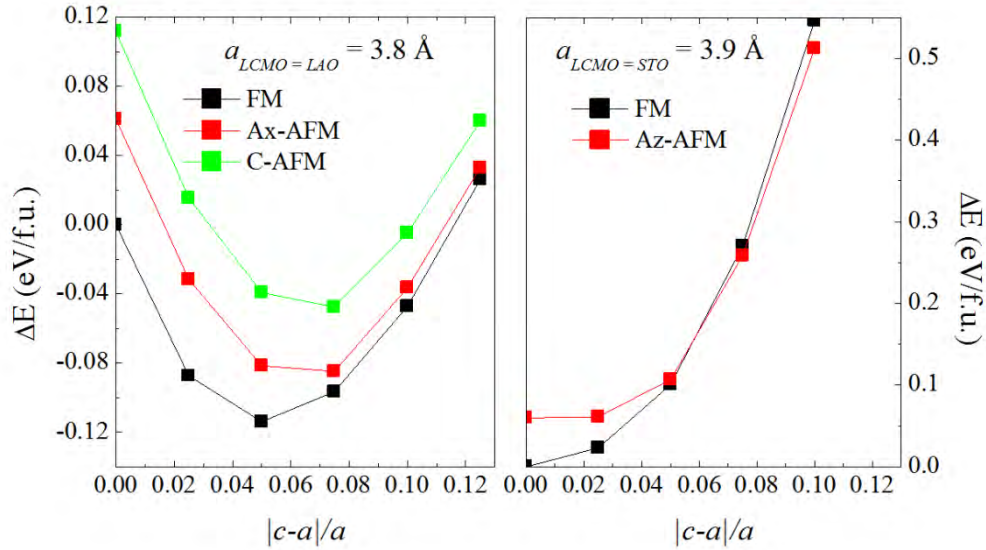 a LCMO = LAO = 3.8 Å
FM
Ax-AFM
C-AFM
0.12
0.08
0.04
0.00
-0.04
-0.08
-0.12
ΔE (eV/f.u.)
0.00 0.02 0.04 0.06 0.08 0.10 0.12
|c-a|/a
a LCMO = STO = 3.9 Å
FM
Az-AFM
0.5
0.4
0.3
0.2
0.1
0.0
ΔE (eV/f.u.)
0.00 0.02 0.04 0.06 0.08 0.10 0.12
|c-a|/a